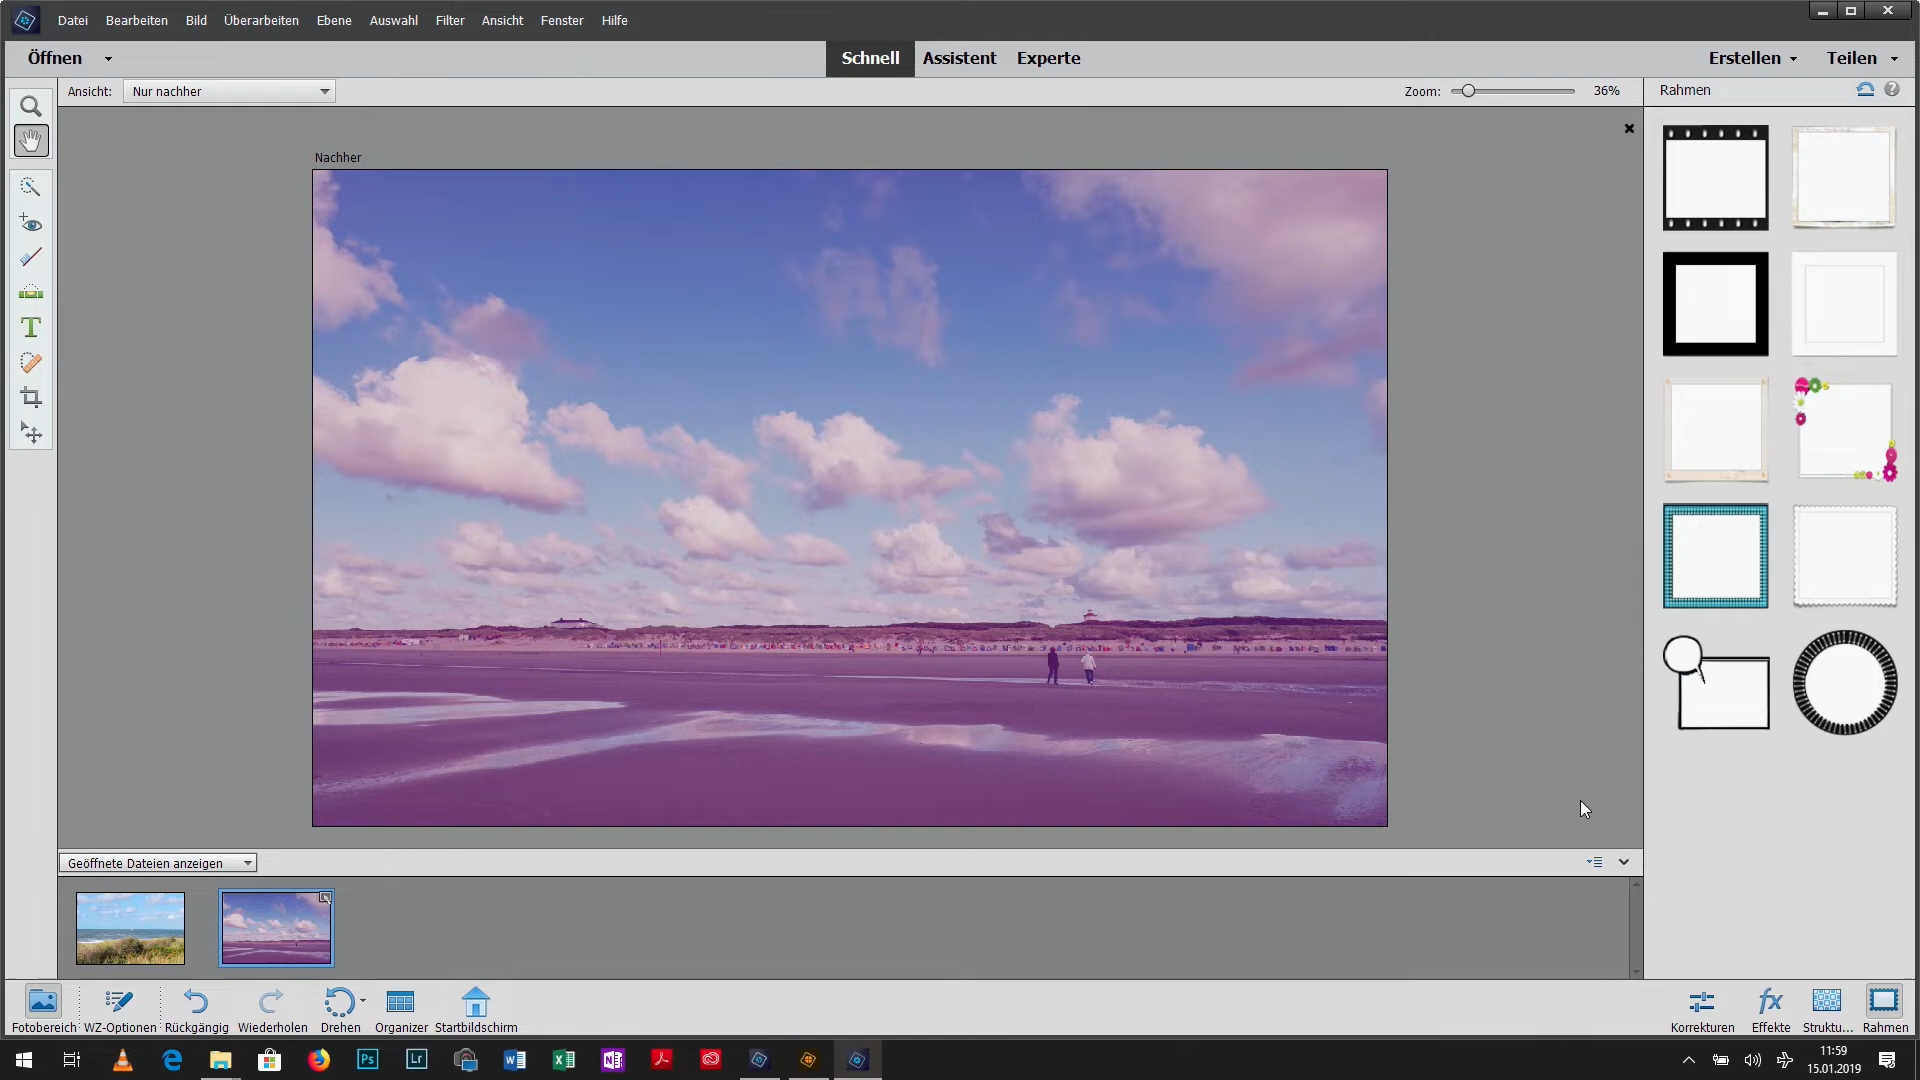 Datei Bearbeiten Bild Überarbeiten Ebene Auswahl Filter Ansicht Fenster Hilfe
Öffnen Schnell Assistent Experte Erstellen Teilen
Ansicht: Nur nachher Zoom: 36% Rahmen
Nachher
T
Geöffnete Dateien anzeigen
Fotobereich WZ-Optionen Rückgängig Wiederholen Drehen Organizer Startbildschirm Korrekturen Effekte Struktu... Rahmen
11:59
15.01.2019